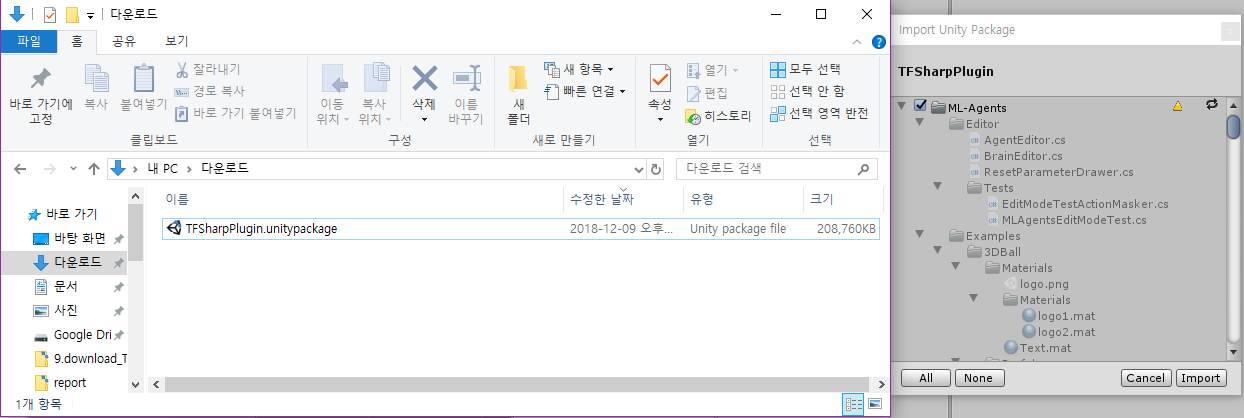 다운로드
파일 홈 공유 보기
바로 가기에 고정
복사
붙여넣기
잘라내기
경로 복사
바로 가기 붙여넣기
클립보드
이동 위치
복사 위치
삭제
이름 바꾸기
구성
새 폴더
새 항목
빠른 연결
새로 만들기
속성
열기
편집
히스토리
열기
모두 선택
선택 안 함
선택 영역 반전
선택
내 PC > 다운로드
다운로드 검색
이름 수정한 날짜 유형 크기
TFSharpPlugin.unitypackage 2018-12-09 오후... Unity package file 208,760KB
바로 가기
바탕 화면
다운로드
문서
사진
Google Dri
9.download_T
report
1개 항목
Import Unity Package
TFSharpPlugin
ML-Agents
Editor
AgentEditor.cs
BrainEditor.cs
ResetParameterDrawer.cs
Tests
EditModeTestActionMasker.cs
MLAgentsEditModeTest.cs
Examples
3DBall
Materials
logo.png
Materials
logo1.mat
logo2.mat
Text.mat
All None Cancel Import